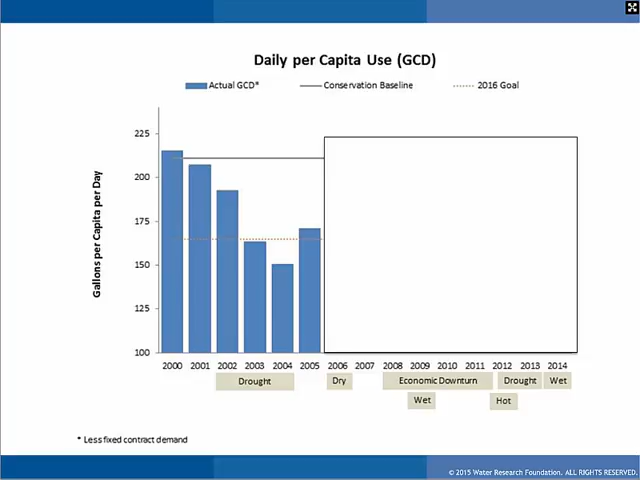 Daily per Capita Use (GCD)
Actual GCD* Conservation Baseline 2016 Goal
Gallons per Capita per Day
225
200
175
150
125
100
2000 2001 2002 2003 2004 2005 2006 2007 2008 2009 2010 2011 2012 2013 2014
Drought Dry Economic Downturn Drought Wet
Wet Hot
* Less fixed contract demand
© 2015 Water Research Foundation. ALL RIGHTS RESERVED.